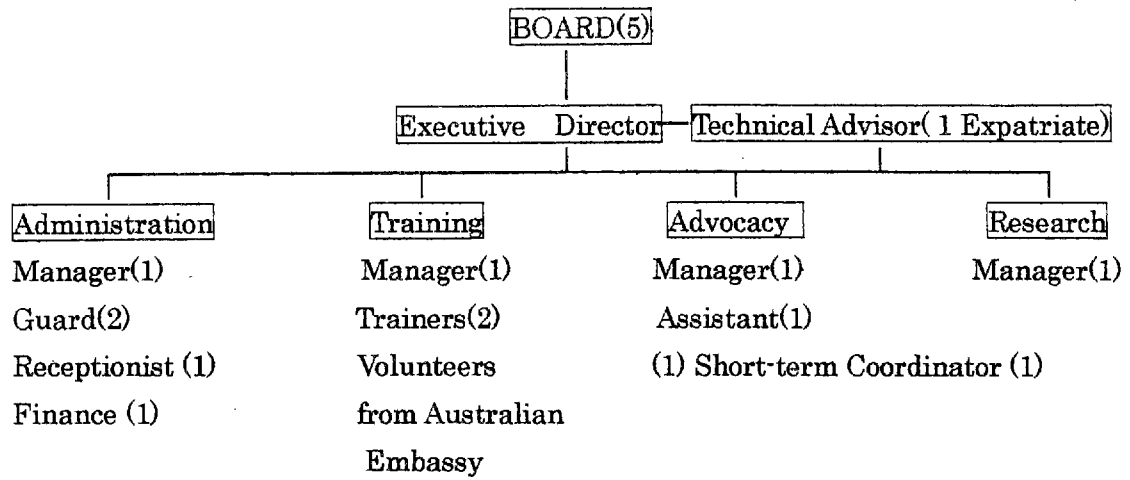 BOARD(5)
Executive Director Technical Advisor( 1 Expatriate)
Administration Training Advocacy Research
Manager(1) Manager(1) Manager(1) Manager(1)
Guard(2) Trainers(2) Assistant(1)
Receptionist (1) Volunteers (1) Short-term Coordinator (1)
Finance (1) from Australian
Embassy